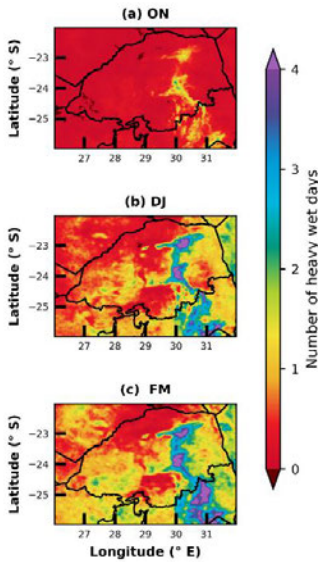 (a) ON
Latitude (° S)
−23
−24
−25
27 28 29 30 31
(b) DJ
Latitude (° S)
−23
−24
−25
27 28 29 30 31
(c) FM
Latitude (° S)
−23
−24
−25
27 28 29 30 31
Longitude (° E)
4
3
2
1
0
Number of heavy wet days